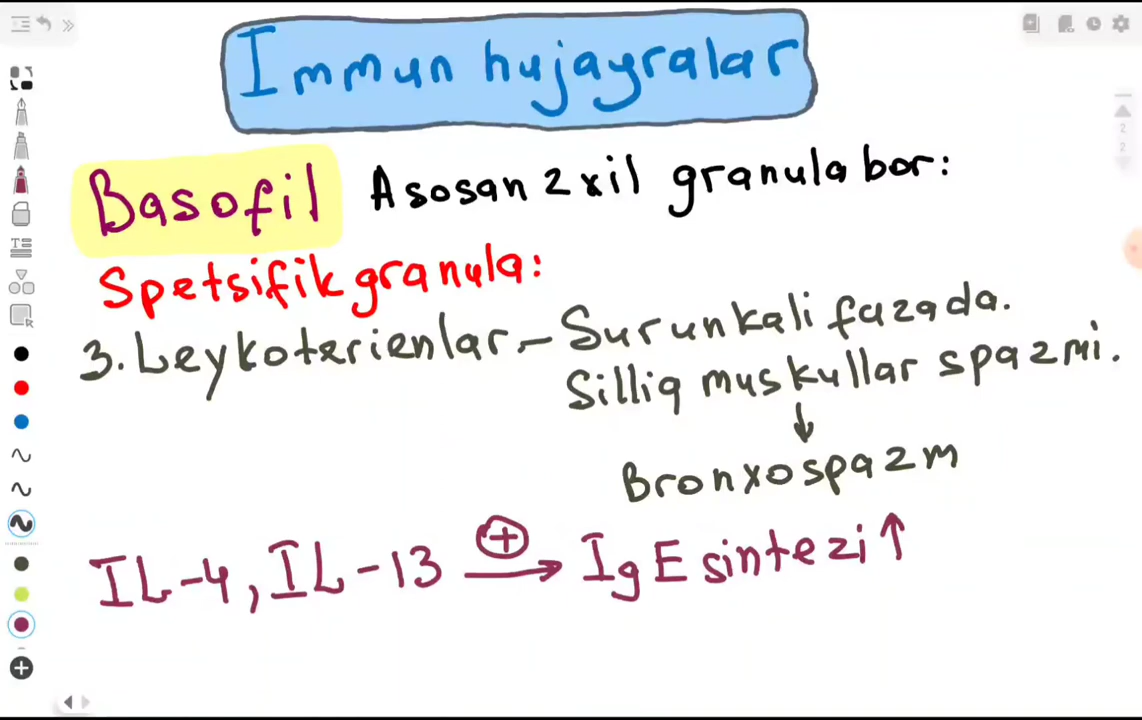 Immun hujayralar
Basofil Asosan 2 xil granula bor:
Spetsifik granula:
3. Leykoterienlar - Surunkali fazada.
Silliq muskullar spazmi.
↓
Bronxospazm
IL-4, IL-13 ⊕→ IgE sintezi ↑